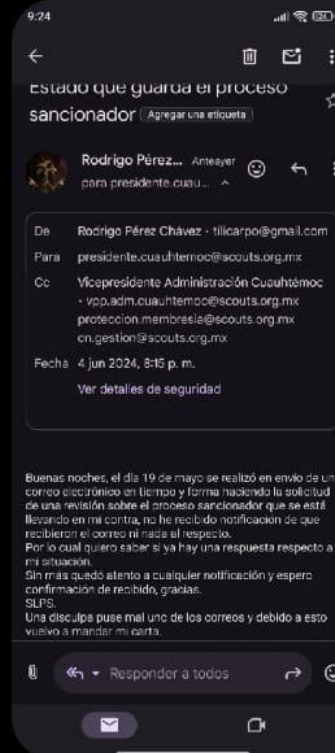 9:24
Estado que guarda el proceso
sancionador Agregar una etiqueta
Rodrigo Pérez... Anteayer
para presidente.cuau...
De Rodrigo Pérez Chávez · tilicarpo@gmail.com
Para presidente.cuauhtemoc@scouts.org.mx
Cc Vicepresidente Administración Cuauhtémoc
· vpp.adm.cuauhtemoc@scouts.org.mx
proteccion.membresia@scouts.org.mx
cn.gestion@scouts.org.mx
Fecha 4 jun 2024, 8:15 p. m.
Ver detalles de seguridad
Buenas noches, el día 19 de mayo se realizó en envío de un
correo electrónico en tiempo y forma haciendo la solicitud
de una revisión sobre el proceso sancionador que se está
llevando en mi contra, no he recibido notificación de que
recibieron el correo ni nada al respecto.
Por lo cual quiero saber si ya hay una respuesta respecto a
mi situación.
Sin más quedó atento a cualquier notificación y espero
confirmación de recibido, gracias.
SLPS.
Una disculpa puse mal uno de los correos y debido a esto
vuelvo a mandar mi carta.
Responder a todos